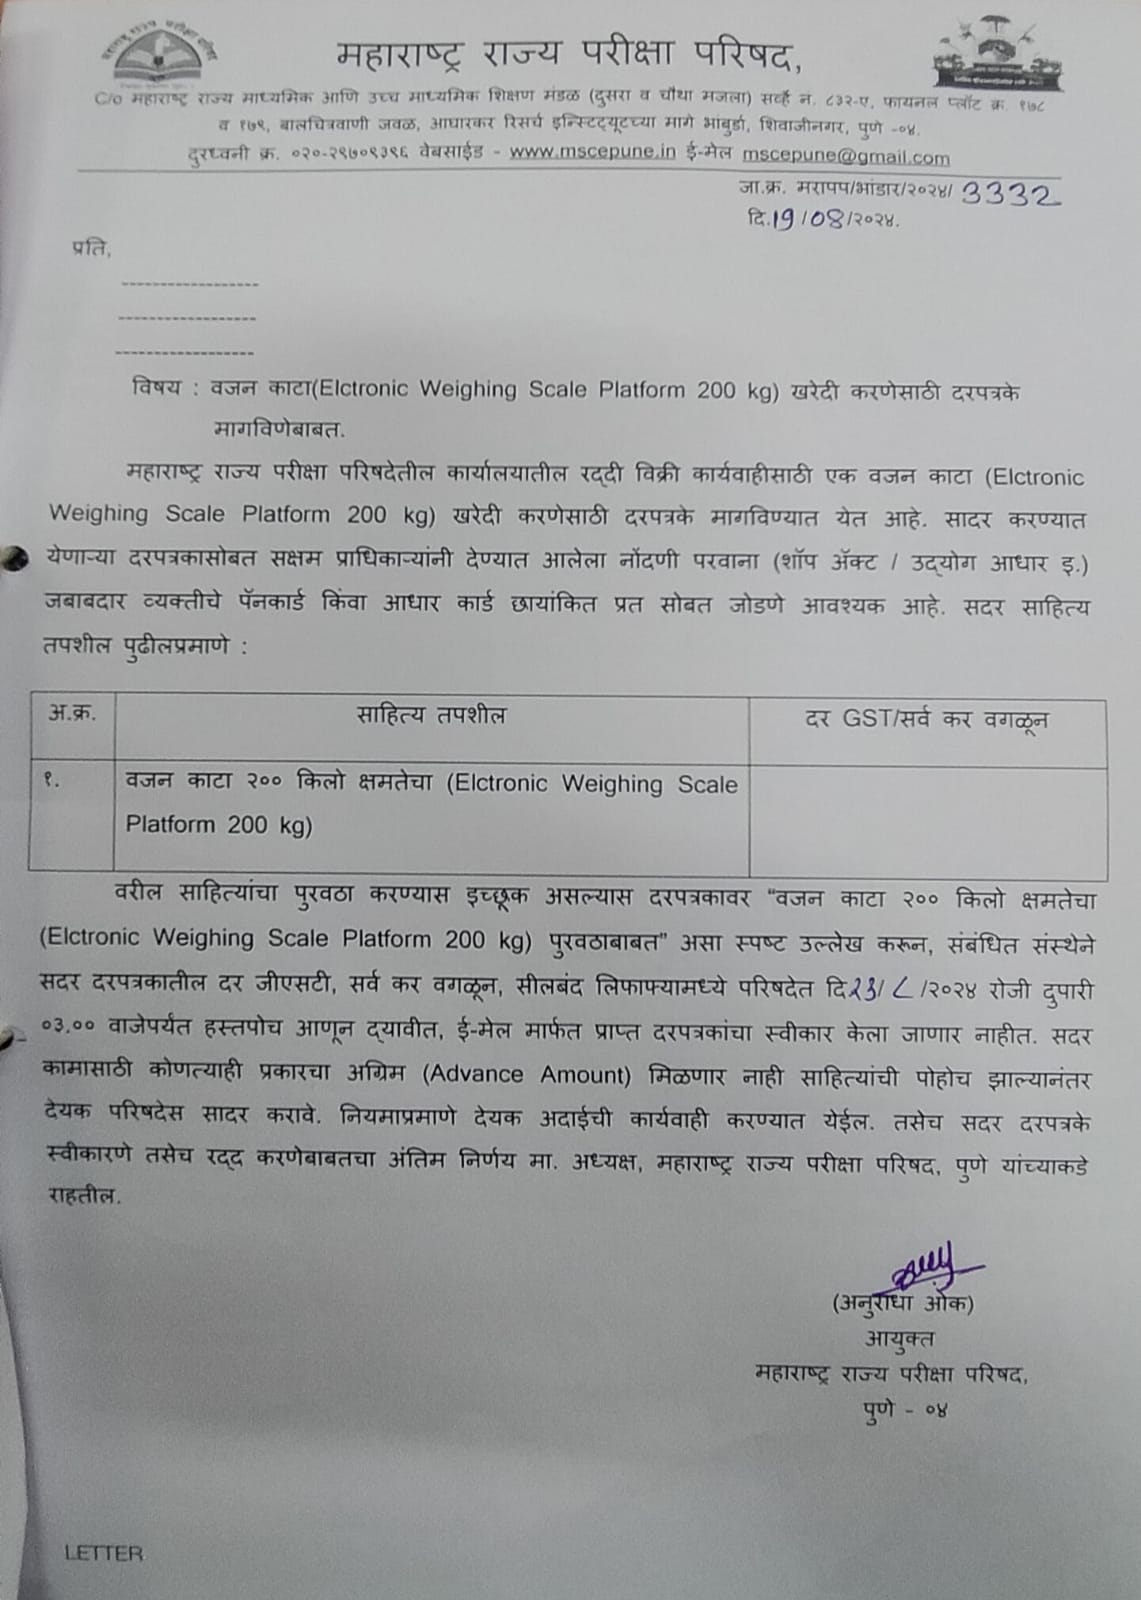 महाराष्ट्र राज्य परीक्षा परिषद,
C/o महाराष्ट्र राज्य माध्यमिक आणि उच्च माध्यमिक शिक्षण मंडळ (दुसरा व चौथा मजला) सर्व्हे नं. ८३२-ए, फायनल प्लॉट क्र. १७८
व १७९, बालचित्रवाणी जवळ, आघारकर रिसर्च इन्स्टिट्यूटच्या मागे भांबुर्डा, शिवाजीनगर, पुणे -०४.
दुरध्वनी क्र. ०२०-२९७०९३९६ वेबसाईड - www.mscepune.in ई-मेल mscepune@gmail.com
जा.क्र. मरापप/भांडार/२०२४/ 3332
दि.19/08/२०२४.
प्रति,
------------------
------------------
------------------
विषय : वजन काटा(Elctronic Weighing Scale Platform 200 kg) खरेदी करणेसाठी दरपत्रके
मागविणेबाबत.
महाराष्ट्र राज्य परीक्षा परिषदेतील कार्यालयातील रद्दी विक्री कार्यवाहीसाठी एक वजन काटा (Elctronic
Weighing Scale Platform 200 kg) खरेदी करणेसाठी दरपत्रके मागविण्यात येत आहे. सादर करण्यात
येणाऱ्या दरपत्रकासोबत सक्षम प्राधिकाऱ्यांनी देण्यात आलेला नोंदणी परवाना (शॉप ॲक्ट / उद्योग आधार इ.)
जबाबदार व्यक्तीचे पॅनकार्ड किंवा आधार कार्ड छायांकित प्रत सोबत जोडणे आवश्यक आहे. सदर साहित्य
तपशील पुढीलप्रमाणे :
अ.क्र. साहित्य तपशील दर GST/सर्व कर वगळून
१. वजन काटा २०० किलो क्षमतेचा (Elctronic Weighing Scale
Platform 200 kg)
वरील साहित्यांचा पुरवठा करण्यास इच्छूक असल्यास दरपत्रकावर “वजन काटा २०० किलो क्षमतेचा
(Elctronic Weighing Scale Platform 200 kg) पुरवठाबाबत” असा स्पष्ट उल्लेख करून, संबंधित संस्थेने
सदर दरपत्रकातील दर जीएसटी, सर्व कर वगळून, सीलबंद लिफाफ्यामध्ये परिषदेत दि23/८/२०२४ रोजी दुपारी
०३.०० वाजेपर्यंत हस्तपोच आणून द्यावीत, ई-मेल मार्फत प्राप्त दरपत्रकांचा स्वीकार केला जाणार नाहीत. सदर
कामासाठी कोणत्याही प्रकारचा अग्रिम (Advance Amount) मिळणार नाही साहित्यांची पोहोच झाल्यानंतर
देयक परिषदेस सादर करावे. नियमाप्रमाणे देयक अदाईची कार्यवाही करण्यात येईल. तसेच सदर दरपत्रके
स्वीकारणे तसेच रद्द करणेबाबतचा अंतिम निर्णय मा. अध्यक्ष, महाराष्ट्र राज्य परीक्षा परिषद, पुणे यांच्याकडे
राहतील.
(अनुराधा ओक)
आयुक्त
महाराष्ट्र राज्य परीक्षा परिषद,
पुणे - ०४
LETTER